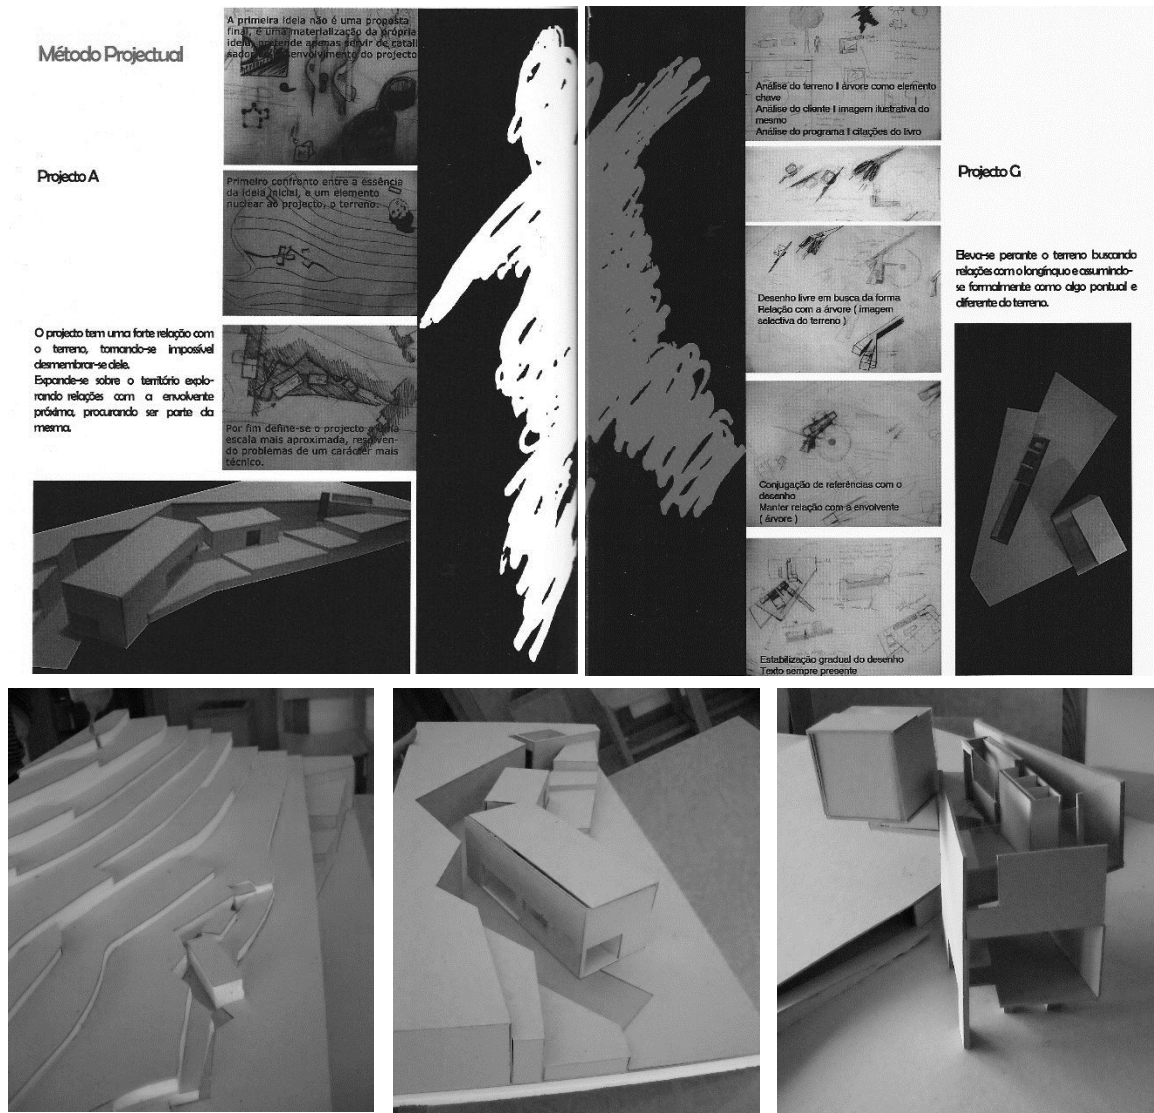 Método Projectual
A primeira ideia não é uma proposta
final, é uma materialização da própria
ideia, pretende apenas servir de catali
sador ao desenvolvimento do projecto
Projecto A
Primeiro confronto entre a essência
da ideia inicial, e um elemento
nuclear ao projecto, o terreno.
O projecto tem uma forte relação com
o terreno, tornando-se impossível
desmembrar-se dele.
Expande-se sobre o território explo-
rando relações com a envolvente
próxima, procurando ser parte da
mesma.
Por fim define-se o projecto a uma
escala mais aproximada, resolven-
do problemas de um carácter mais
técnico.
Análise do terreno I árvore como elemento
chave
Análise do cliente I imagem ilustrativa do
mesmo
Análise do programa I citações do livro
Desenho livre em busca da forma
Relação com a árvore ( imagem
selectiva do terreno )
Conjugação de referências com o
desenho
Manter relação com a envolvente
( árvore )
Estabilização gradual do desenho
Texto sempre presente
Projecto G
Eleva-se perante o terreno buscando
relações com o longínquo e assumindo-
se formalmente como algo pontual e
diferente do terreno.